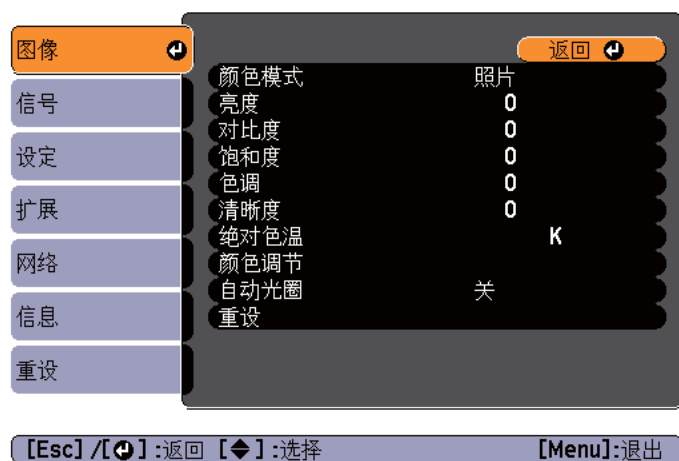 图像
返回
颜色模式 照片
亮度 0
信号
对比度 0
饱和度 0
设定
色调 0
清晰度 0
扩展
绝对色温 K
颜色调节
网络
自动光圈 关
重设
信息
重设
[Esc] /[ ] :返回 [ ] :选择 [Menu]:退出